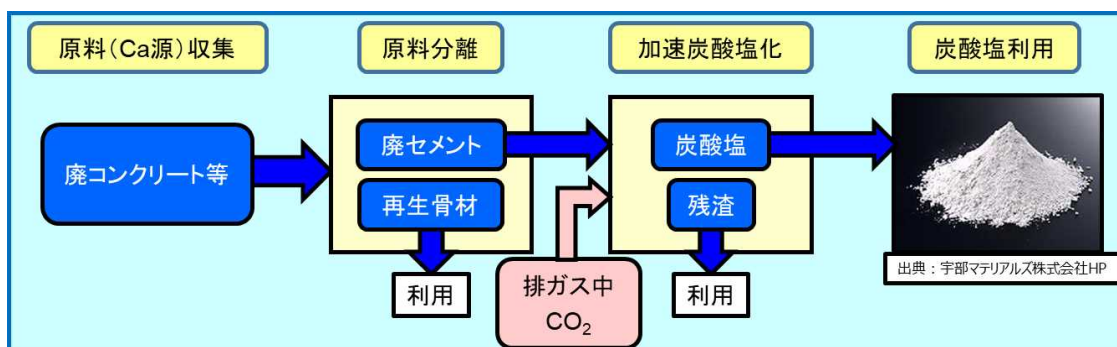 原料（Ca源）収集
原料分離
加速炭酸塩化
炭酸塩利用
廃コンクリート等
廃セメント
再生骨材
利用
排ガス中
CO₂
炭酸塩
残渣
利用
出典：宇部マテリアルズ株式会社HP